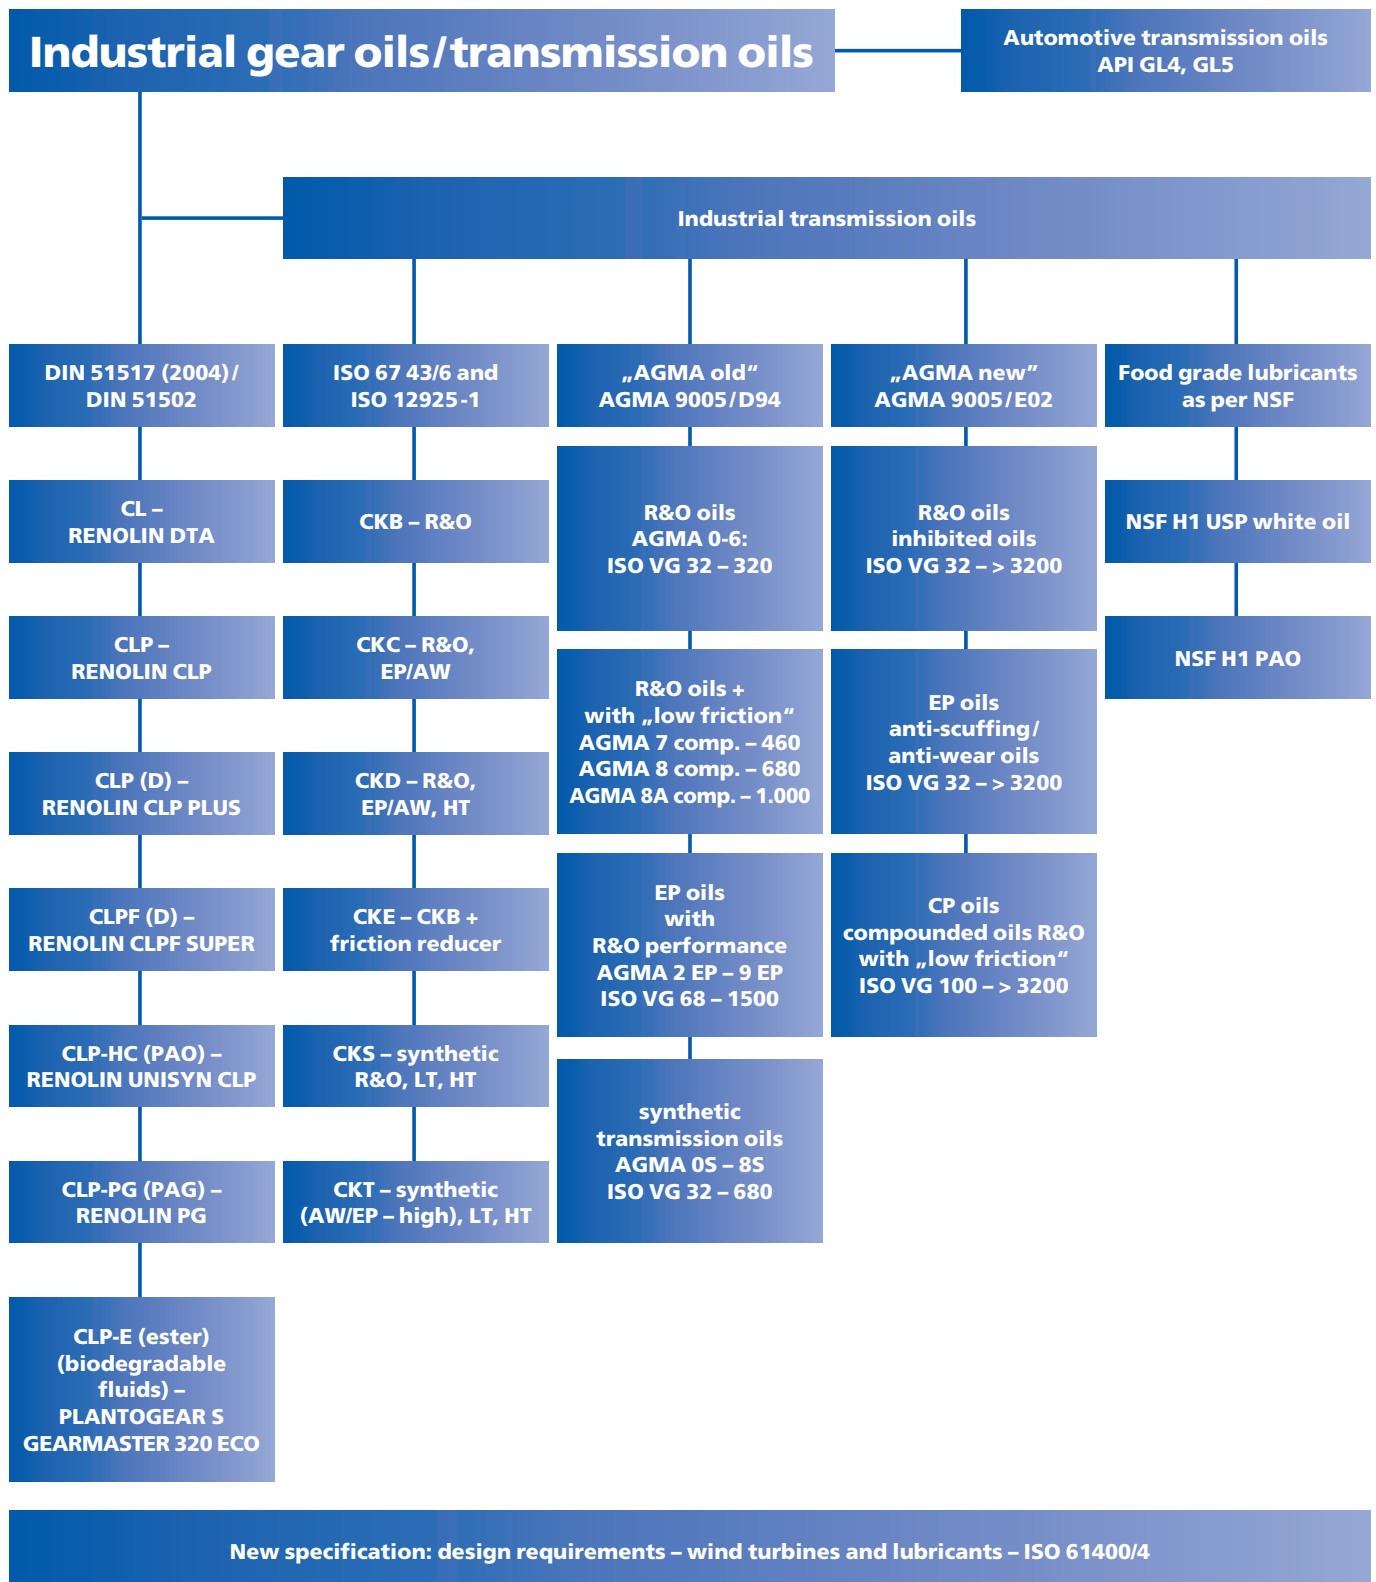 Industrial gear oils/transmission oils
Automotive transmission oils
API GL4, GL5
Industrial transmission oils
DIN 51517 (2004)/
DIN 51502
CL –
RENOLIN DTA
CLP –
RENOLIN CLP
CLP (D) –
RENOLIN CLP PLUS
CLPF (D) –
RENOLIN CLPF SUPER
CLP-HC (PAO) –
RENOLIN UNISYN CLP
CLP-PG (PAG) –
RENOLIN PG
CLP-E (ester)
(biodegradable
fluids) –
PLANTOGEAR S
GEARMASTER 320 ECO
ISO 67 43/6 and
ISO 12925-1
CKB – R&O
CKC – R&O,
EP/AW
CKD – R&O,
EP/AW, HT
CKE – CKB +
friction reducer
CKS – synthetic
R&O, LT, HT
CKT – synthetic
(AW/EP – high), LT, HT
„AGMA old“
AGMA 9005/D94
R&O oils
AGMA 0-6:
ISO VG 32 – 320
R&O oils +
with „low friction“
AGMA 7 comp. – 460
AGMA 8 comp. – 680
AGMA 8A comp. – 1.000
EP oils
with
R&O performance
AGMA 2 EP – 9 EP
ISO VG 68 – 1500
synthetic
transmission oils
AGMA 0S – 8S
ISO VG 32 – 680
„AGMA new”
AGMA 9005/E02
R&O oils
inhibited oils
ISO VG 32 – > 3200
EP oils
anti-scuffing/
anti-wear oils
ISO VG 32 – > 3200
CP oils
compounded oils R&O
with „low friction“
ISO VG 100 – > 3200
Food grade lubricants
as per NSF
NSF H1 USP white oil
NSF H1 PAO
New specification: design requirements – wind turbines and lubricants – ISO 61400/4